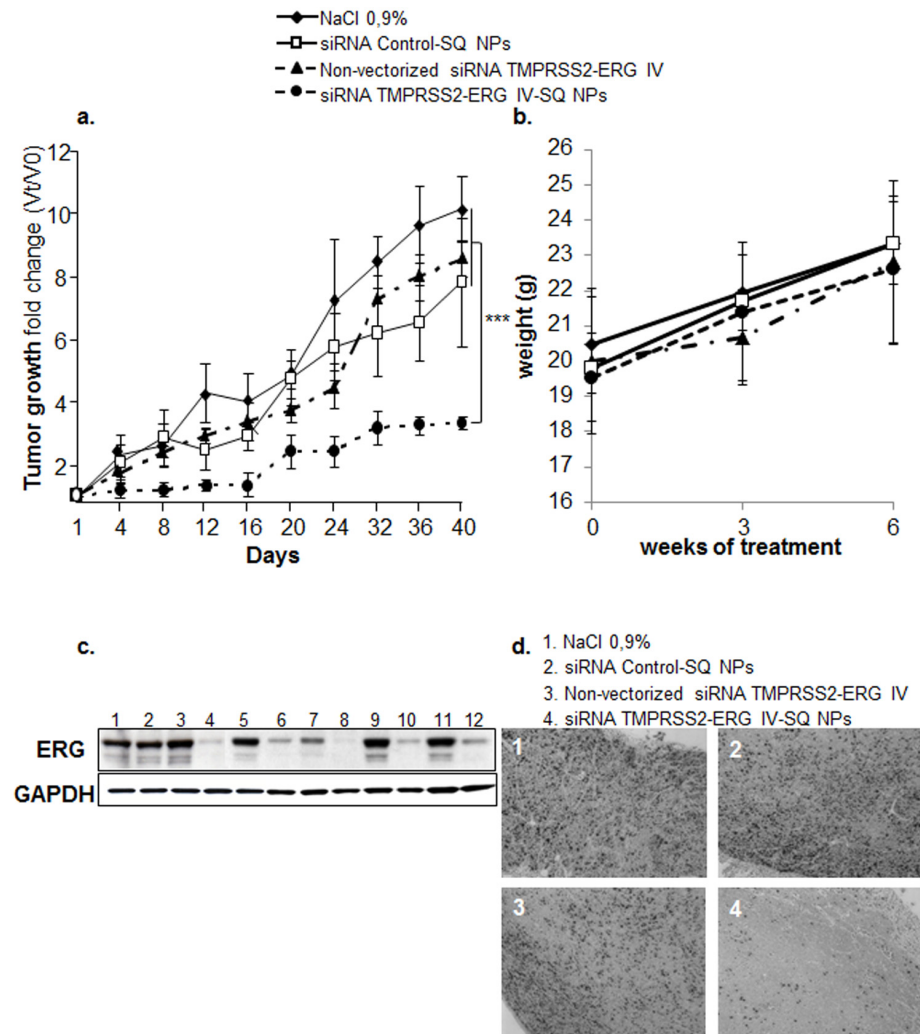 NaCl 0,9%
siRNA Control-SQ NPs
Non-vectorized siRNA TMPRSS2-ERG IV
siRNA TMPRSS2-ERG IV-SQ NPs
a.
Tumor growth fold change (Vt/V0)
12
10
8
6
4
2
1 4 8 12 16 20 24 32 36 40
Days
***
b.
weight (g)
26
25
24
23
22
21
20
19
18
17
16
0 3 6
weeks of treatment
c.
1 2 3 4 5 6 7 8 9 10 11 12
ERG
GAPDH
d.
1. NaCl 0,9%
2. siRNA Control-SQ NPs
3. Non-vectorized siRNA TMPRSS2-ERG IV
4. siRNA TMPRSS2-ERG IV-SQ NPs
1
2
3
4